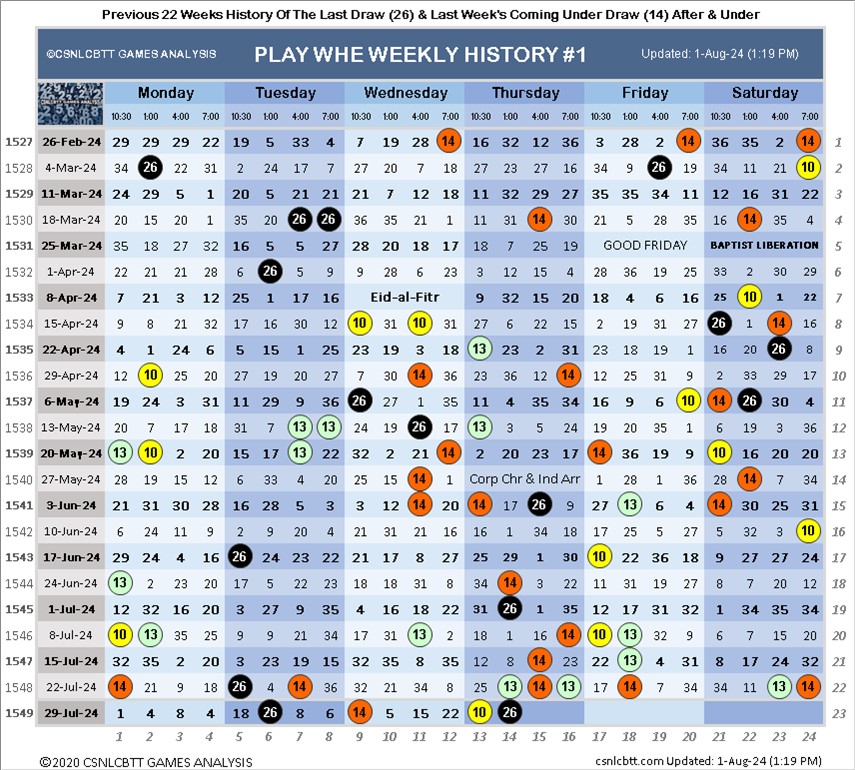 Previous 22 Weeks History Of The Last Draw (26) & Last Week's Coming Under Draw (14) After & Under
©CSNLCBTT GAMES ANALYSIS PLAY WHE WEEKLY HISTORY #1 Updated: 1-Aug-24 (1:19 PM)
CSNLCBTT GAMES ANALYSIS Monday Tuesday Wednesday Thursday Friday Saturday
10:30 1:00 4:00 7:00 10:30 1:00 4:00 7:00 10:30 1:00 4:00 7:00 10:30 1:00 4:00 7:00 10:30 1:00 4:00 7:00 10:30 1:00 4:00 7:00
1527 26-Feb-24 29 29 29 22 19 5 33 4 7 19 28 14 16 32 12 36 3 28 2 14 36 35 2 14 1
1528 4-Mar-24 34 26 22 31 2 24 17 7 27 20 7 18 27 23 27 16 34 9 26 19 34 11 21 10 2
1529 11-Mar-24 24 29 5 1 20 5 21 21 21 7 12 18 11 32 29 27 35 35 34 11 12 16 31 22 3
1530 18-Mar-24 20 15 20 1 35 20 26 26 36 35 21 1 11 31 14 30 21 5 28 35 16 14 35 4 4
1531 25-Mar-24 35 18 27 32 16 5 5 27 28 20 18 17 18 7 25 19 GOOD FRIDAY BAPTIST LIBERATION 5
1532 1-Apr-24 22 21 21 28 6 26 6 9 9 28 6 23 3 12 15 4 28 36 19 25 33 2 30 29 6
1533 8-Apr-24 7 21 3 12 25 1 17 16 Eid-al-Fitr 9 32 15 20 18 4 6 16 25 10 1 22 7
1534 15-Apr-24 9 8 21 32 17 16 30 12 10 31 10 31 27 6 22 15 2 19 31 27 26 1 14 16 8
1535 22-Apr-24 4 1 24 6 5 15 1 25 23 19 3 18 13 23 2 31 23 18 19 1 16 20 26 8 9
1536 29-Apr-24 12 10 25 20 27 19 20 27 7 30 14 36 23 36 12 14 12 25 31 9 2 33 29 17 10
1537 6-May-24 19 24 3 31 11 29 9 36 26 27 1 35 11 4 35 34 16 9 6 10 14 26 30 4 11
1538 13-May-24 20 7 17 18 31 7 13 13 24 19 26 17 13 5 4 34 19 20 35 1 6 19 3 36 12
1539 20-May-24 13 10 2 20 15 17 13 22 32 2 21 14 2 20 23 17 14 36 19 9 10 16 20 20 13
1540 27-May-24 28 19 15 12 6 33 4 20 25 15 14 1 Corp Chr & Ind Arr 1 28 1 36 28 14 7 34 14
1541 3-Jun-24 21 31 30 28 16 28 5 3 3 12 14 20 14 17 26 9 6 13 6 4 14 30 25 31 15
1542 10-Jun-24 6 24 11 9 2 9 20 4 21 31 21 16 16 1 34 18 17 25 5 27 5 32 3 10 16
1543 17-Jun-24 29 24 4 16 26 24 23 22 21 17 8 27 25 29 1 30 10 22 36 18 9 27 27 24 17
1544 24-Jun-24 13 2 23 20 17 5 22 23 18 18 31 8 34 14 3 22 11 31 19 27 8 7 20 12 18
1545 1-Jul-24 12 32 16 20 3 27 9 35 4 16 18 22 31 26 1 35 12 17 31 32 1 34 35 34 19
1546 8-Jul-24 10 13 35 25 9 9 21 34 17 31 13 2 18 1 16 14 10 13 32 9 6 7 15 20 20
1547 15-Jul-24 32 35 2 20 3 23 19 15 32 35 8 35 12 8 14 23 22 13 4 31 8 17 24 32 21
1548 22-Jul-24 14 21 9 18 26 4 14 36 32 21 34 8 25 13 14 13 17 14 7 34 34 11 13 14 22
1549 29-Jul-24 1 4 8 4 18 26 8 6 14 5 15 22 10 26 23
1 2 3 4 5 6 7 8 9 10 11 12 13 14 15 16 17 18 19 20 21 22 23 24
©2020 CSNLCBTT GAMES ANALYSIS csnlcbtt.com Updated: 1-Aug-24 (1:19 PM)